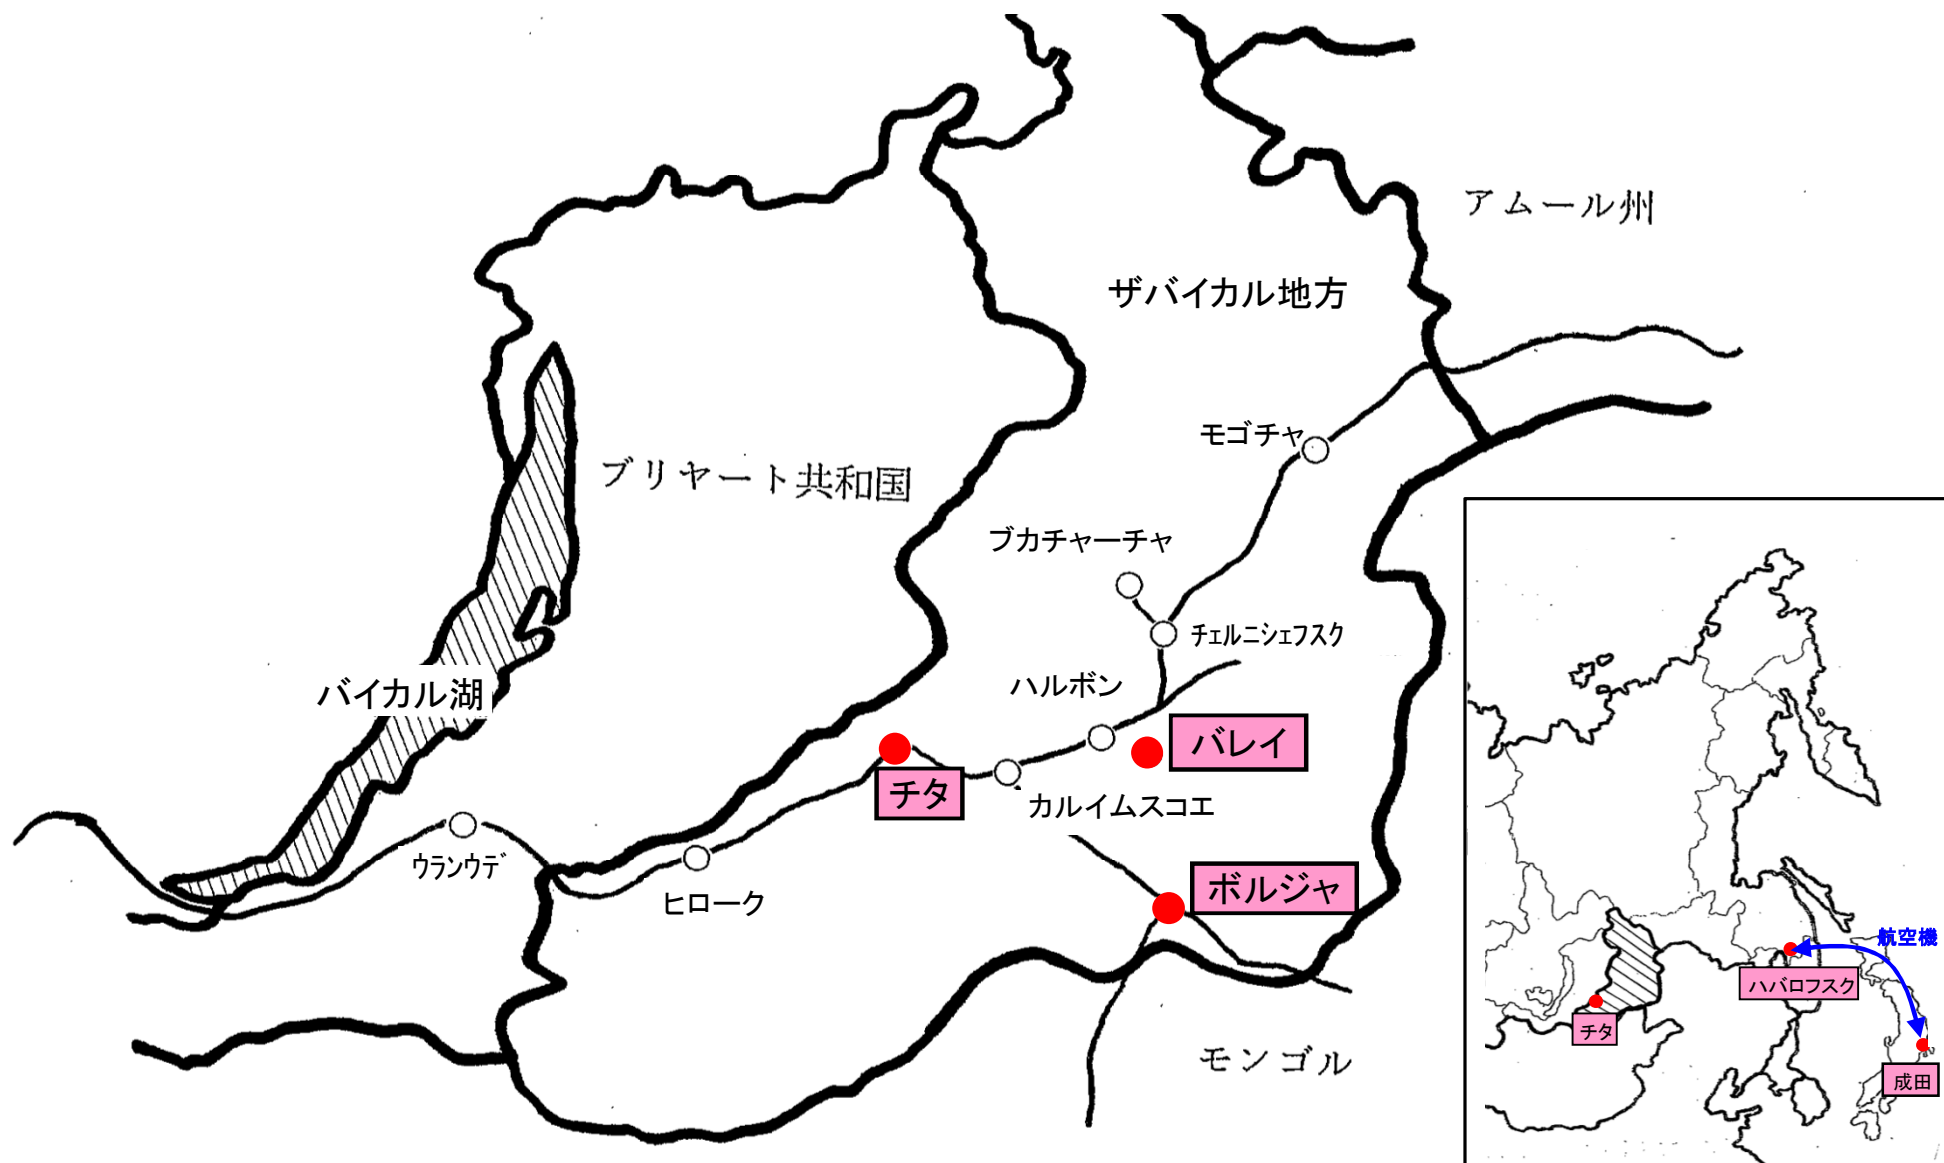 アムール州
ザバイカル地方
モゴチャ
ブリヤート共和国
ブカチャーチャ
チェルニシェフスク
ハルボン
バイカル湖
バレイ
チタ
カルイムスコエ
ウランウデ
ヒローク
ボルジャ
モンゴル
航空機
ハバロフスク
チタ
成田